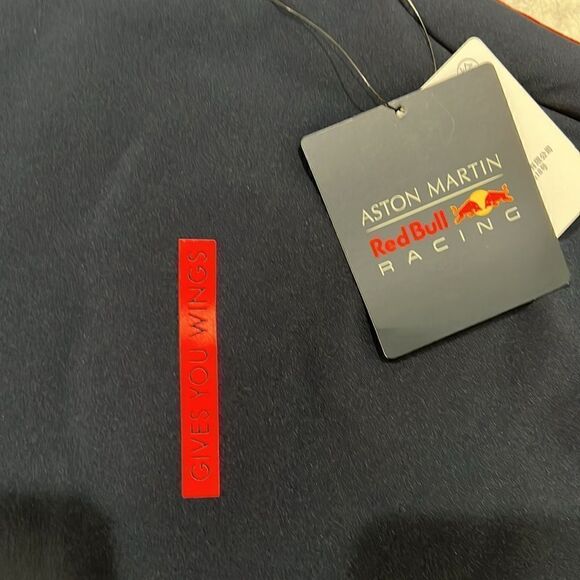 ASTON MARTIN
Red Bull
RACING
GIVES YOU WINGS